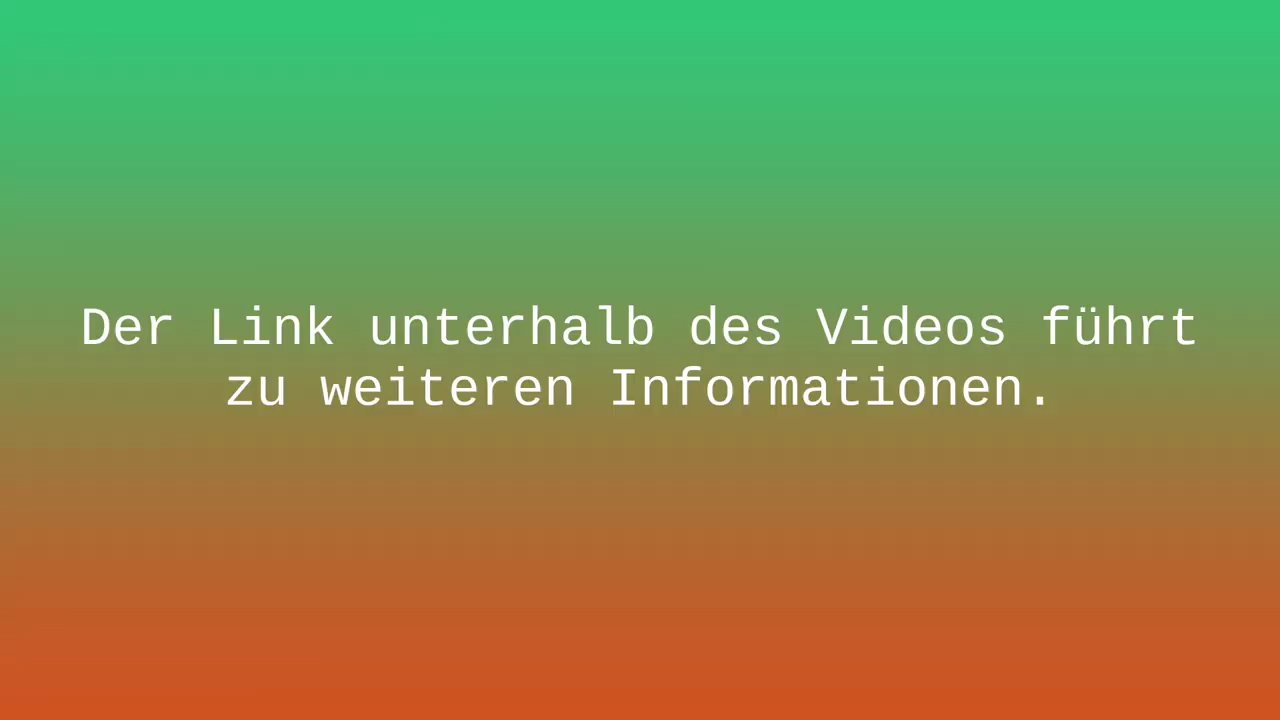 Der Link unterhalb des Videos führt
zu weiteren Informationen.